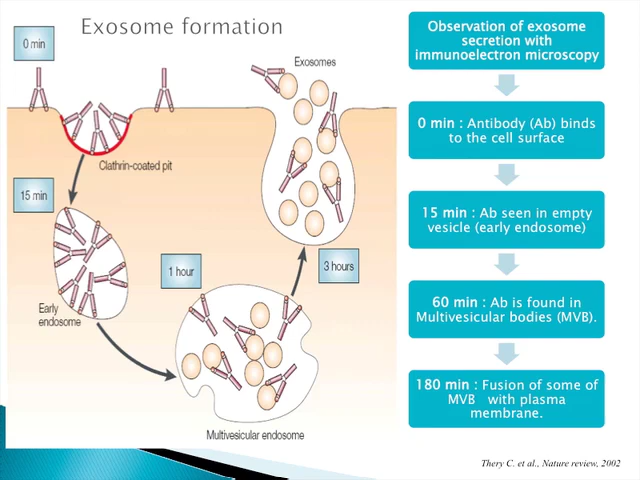 Exosome formation
0 min
Exosomes
Clathrin-coated pit
15 min
Early
endosome
1 hour
3 hours
Multivesicular endosome
Observation of exosome
secretion with
immunoelectron microscopy
0 min : Antibody (Ab) binds
to the cell surface
15 min : Ab seen in empty
vesicle (early endosome)
60 min : Ab is found in
Multivesicular bodies (MVB).
180 min : Fusion of some of
MVB with plasma
membrane.
Thery C. et al., Nature review, 2002